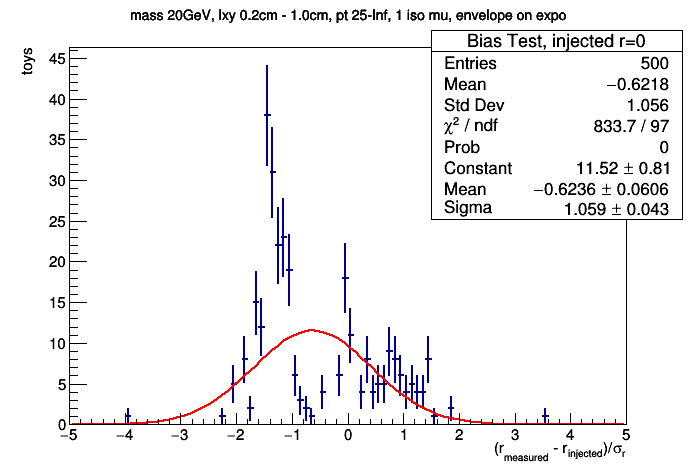 mass 20GeV, lxy 0.2cm - 1.0cm, pt 25-Inf, 1 iso mu, envelope on expo
Bias Test, injected r=0
Entries 500
Mean −0.6218
Std Dev 1.056
χ² / ndf 833.7 / 97
Prob 0
Constant 11.52 ± 0.81
Mean −0.6236 ± 0.0606
Sigma 1.059 ± 0.043
toys
45
40
35
30
25
20
15
10
5
0
−5 −4 −3 −2 −1 0 1 2 3 4 5
(r_measured - r_injected)/σ_r